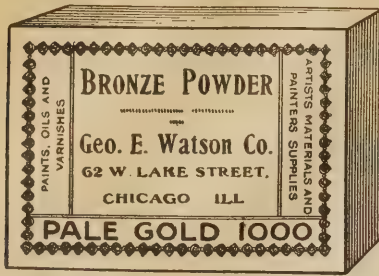 PAINTS, OILS AND
VARNISHES
BRONZE POWDER
Geo. E. Watson Co.
62 W. LAKE STREET,
CHICAGO ILL
ARTISTS MATERIALS AND
PAINTERS SUPPLIES
PALE GOLD 1000